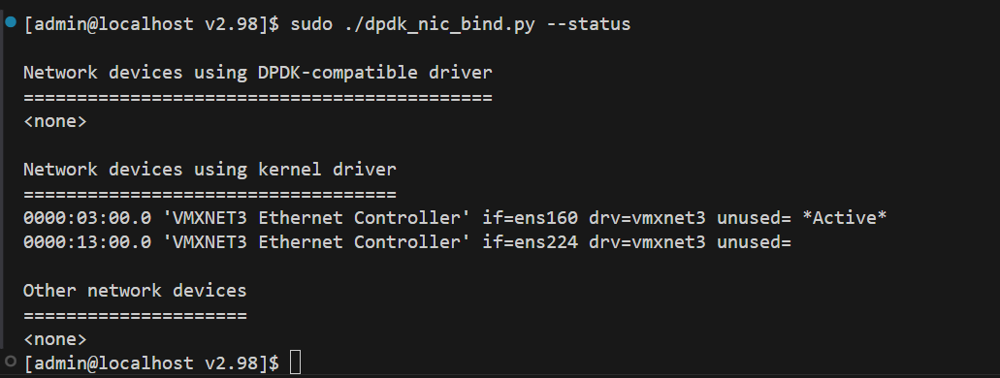 [admin@localhost v2.98]$ sudo ./dpdk_nic_bind.py --status
Network devices using DPDK-compatible driver
============================================
<none>
Network devices using kernel driver
===================================
0000:03:00.0 'VMXNET3 Ethernet Controller' if=ens160 drv=vmxnet3 unused= *Active*
0000:13:00.0 'VMXNET3 Ethernet Controller' if=ens224 drv=vmxnet3 unused=
Other network devices
=====================
<none>
[admin@localhost v2.98]$